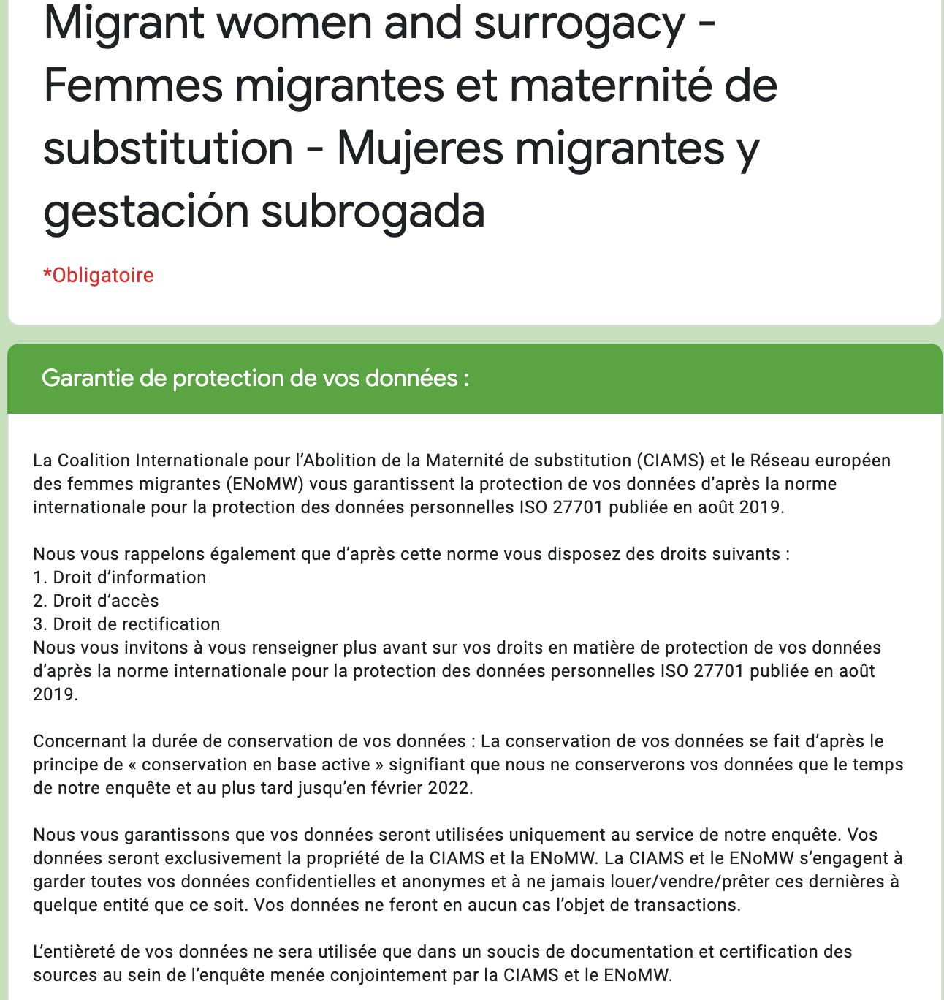 Migrant women and surrogacy -
Femmes migrantes et maternité de
substitution - Mujeres migrantes y
gestación subrogada
*Obligatoire
Garantie de protection de vos données :
La Coalition Internationale pour l’Abolition de la Maternité de substitution (CIAMS) et le Réseau européen
des femmes migrantes (ENoMW) vous garantissent la protection de vos données d’après la norme
internationale pour la protection des données personnelles ISO 27701 publiée en août 2019.
Nous vous rappelons également que d’après cette norme vous disposez des droits suivants :
1. Droit d’information
2. Droit d’accès
3. Droit de rectification
Nous vous invitons à vous renseigner plus avant sur vos droits en matière de protection de vos données
d’après la norme internationale pour la protection des données personnelles ISO 27701 publiée en août
2019.
Concernant la durée de conservation de vos données : La conservation de vos données se fait d’après le
principe de « conservation en base active » signifiant que nous ne conserverons vos données que le temps
de notre enquête et au plus tard jusqu’en février 2022.
Nous vous garantissons que vos données seront utilisées uniquement au service de notre enquête. Vos
données seront exclusivement la propriété de la CIAMS et la ENoMW. La CIAMS et le ENoMW s’engagent à
garder toutes vos données confidentielles et anonymes et à ne jamais louer/vendre/prêter ces dernières à
quelque entité que ce soit. Vos données ne feront en aucun cas l’objet de transactions.
L’entièreté de vos données ne sera utilisée que dans un soucis de documentation et certification des
sources au sein de l’enquête menée conjointement par la CIAMS et le ENoMW.